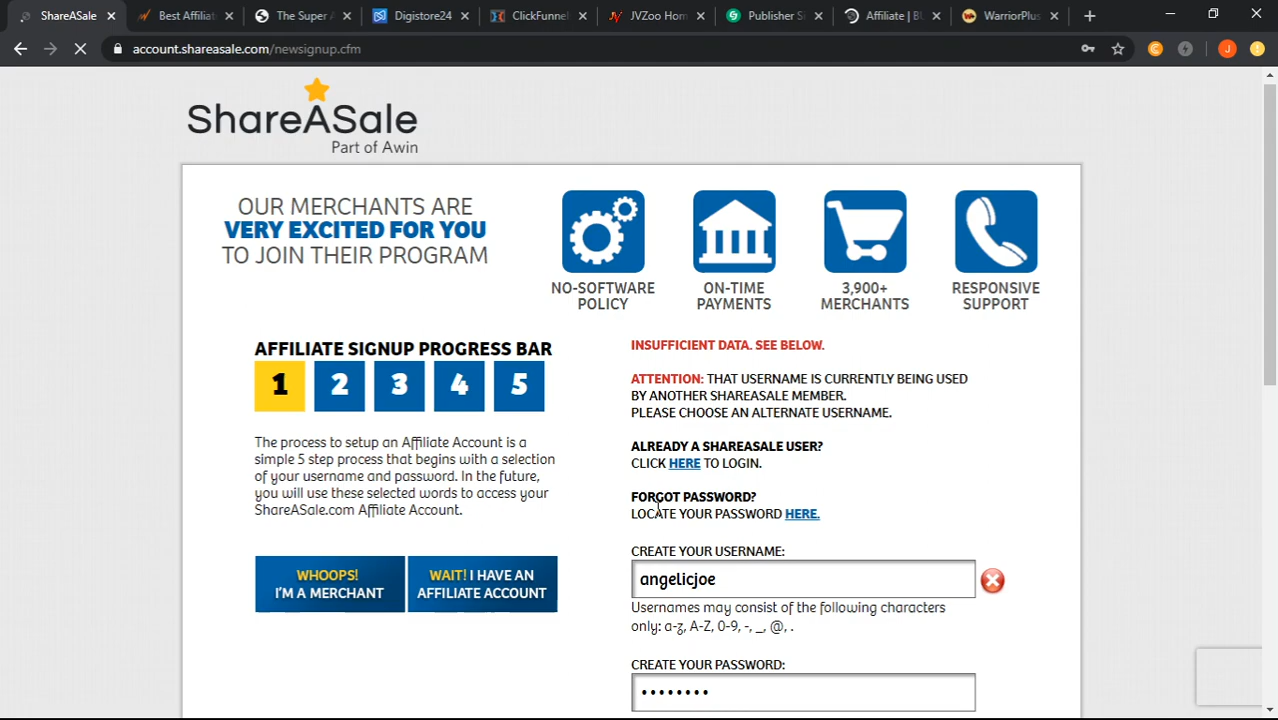 ShareASale
Best Affiliat
The Super A
Digistore24
ClickFunnel
JVZoo Hom
Publisher Si
Affiliate | BU
WarriorPlus
account.shareasale.com/newsignup.cfm
J
ShareASale
Part of Awin
OUR MERCHANTS ARE
VERY EXCITED FOR YOU
TO JOIN THEIR PROGRAM
NO-SOFTWARE
POLICY
ON-TIME
PAYMENTS
3,900+
MERCHANTS
RESPONSIVE
SUPPORT
AFFILIATE SIGNUP PROGRESS BAR
1 2 3 4 5
The process to setup an Affiliate Account is a
simple 5 step process that begins with a selection
of your username and password. In the future,
you will use these selected words to access your
ShareASale.com Affiliate Account.
WHOOPS!
I'M A MERCHANT
WAIT! I HAVE AN
AFFILIATE ACCOUNT
INSUFFICIENT DATA. SEE BELOW.
ATTENTION: THAT USERNAME IS CURRENTLY BEING USED
BY ANOTHER SHAREASALE MEMBER.
PLEASE CHOOSE AN ALTERNATE USERNAME.
ALREADY A SHAREASALE USER?
CLICK HERE TO LOGIN.
FORGOT PASSWORD?
LOCATE YOUR PASSWORD HERE.
CREATE YOUR USERNAME:
angelicjoe
Usernames may consist of the following characters
only: a-z, A-Z, 0-9, -, _, @, .
CREATE YOUR PASSWORD:
••••••••